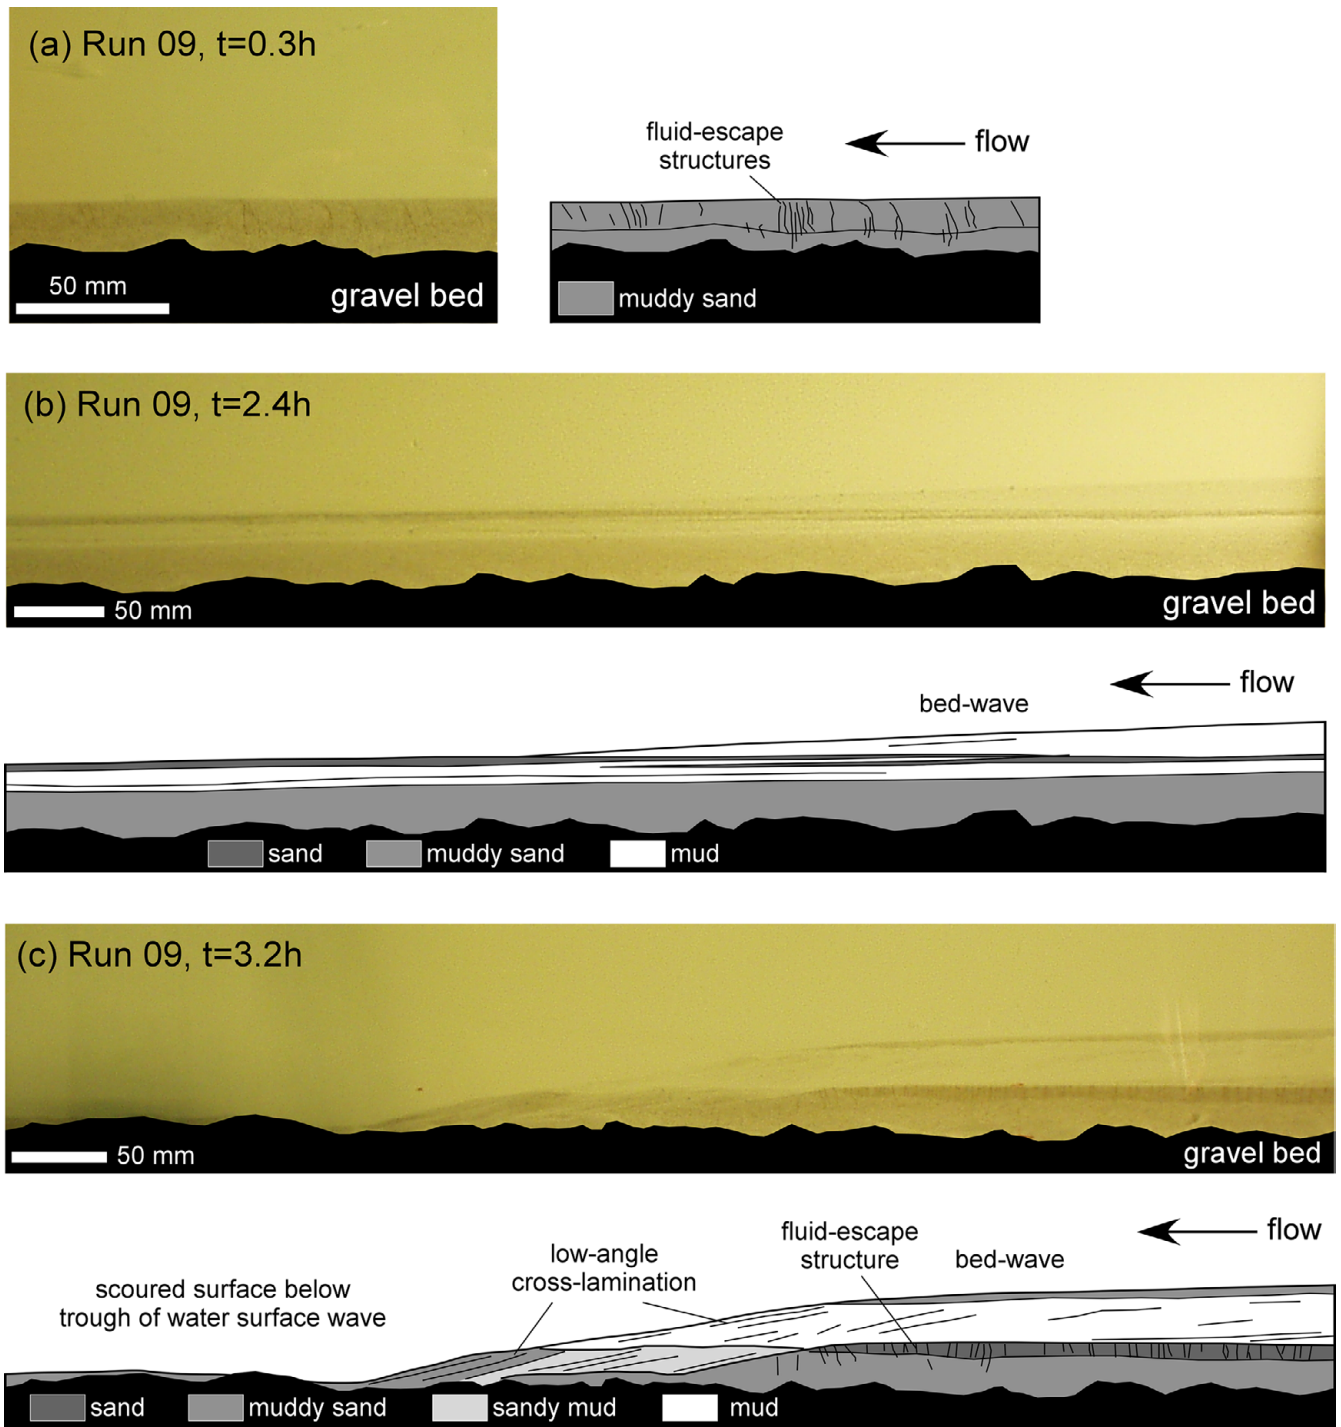 (a) Run 09, t=0.3h
50 mm
gravel bed
fluid-escape
structures
flow
muddy sand
(b) Run 09, t=2.4h
50 mm
gravel bed
flow
bed-wave
sand
muddy sand
mud
(c) Run 09, t=3.2h
50 mm
gravel bed
flow
fluid-escape
structure
bed-wave
low-angle
cross-lamination
scoured surface below
trough of water surface wave
sand
muddy sand
sandy mud
mud